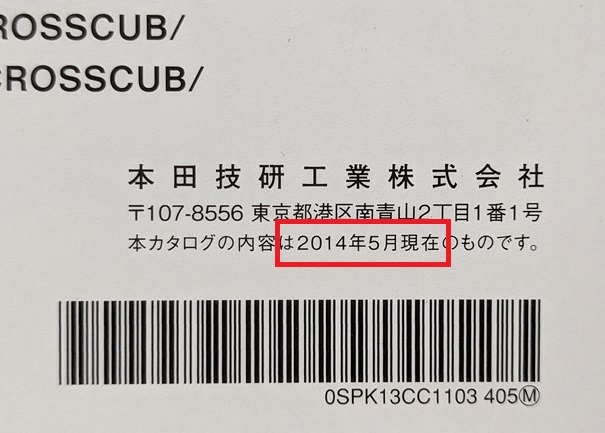 ROSSCUB/
CROSSCUB/
本田技研工業株式会社
〒107-8556 東京都港区南青山2丁目1番1号
本カタログの内容は2014年5月現在のものです。
0SPK13CC1103 405Ⓜ